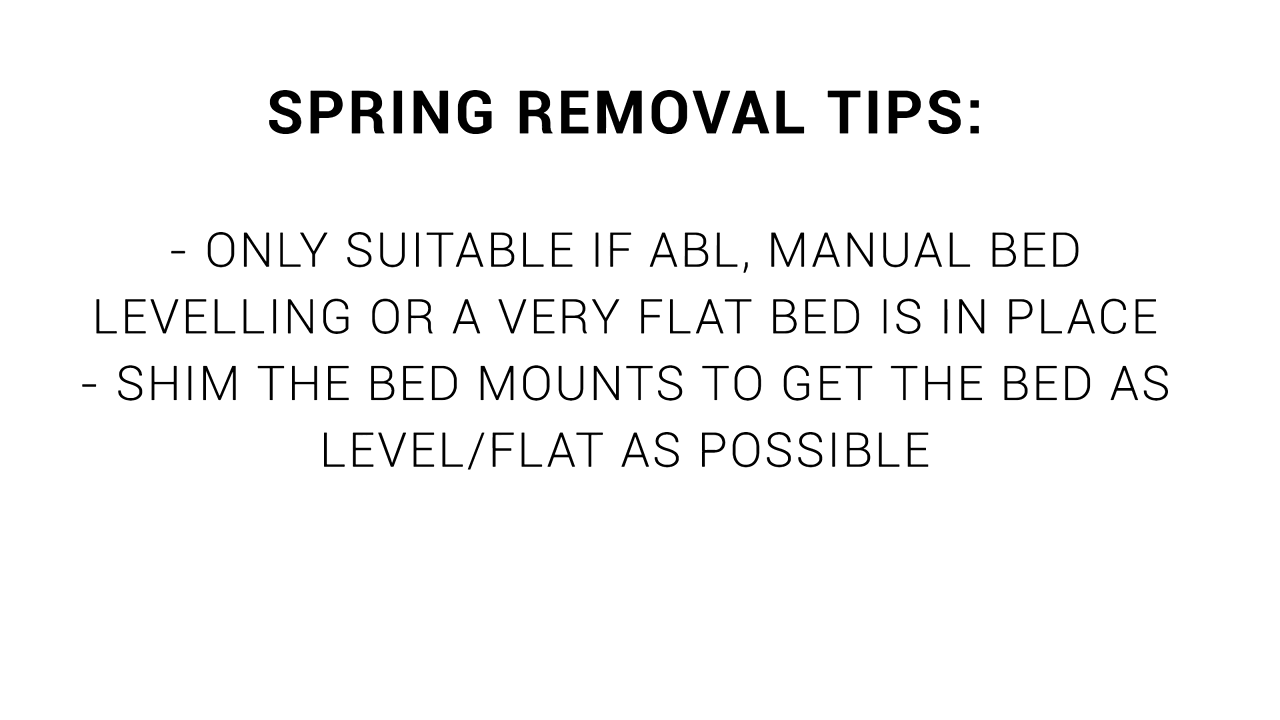 SPRING REMOVAL TIPS:
- ONLY SUITABLE IF ABL, MANUAL BED
LEVELLING OR A VERY FLAT BED IS IN PLACE
- SHIM THE BED MOUNTS TO GET THE BED AS
LEVEL/FLAT AS POSSIBLE